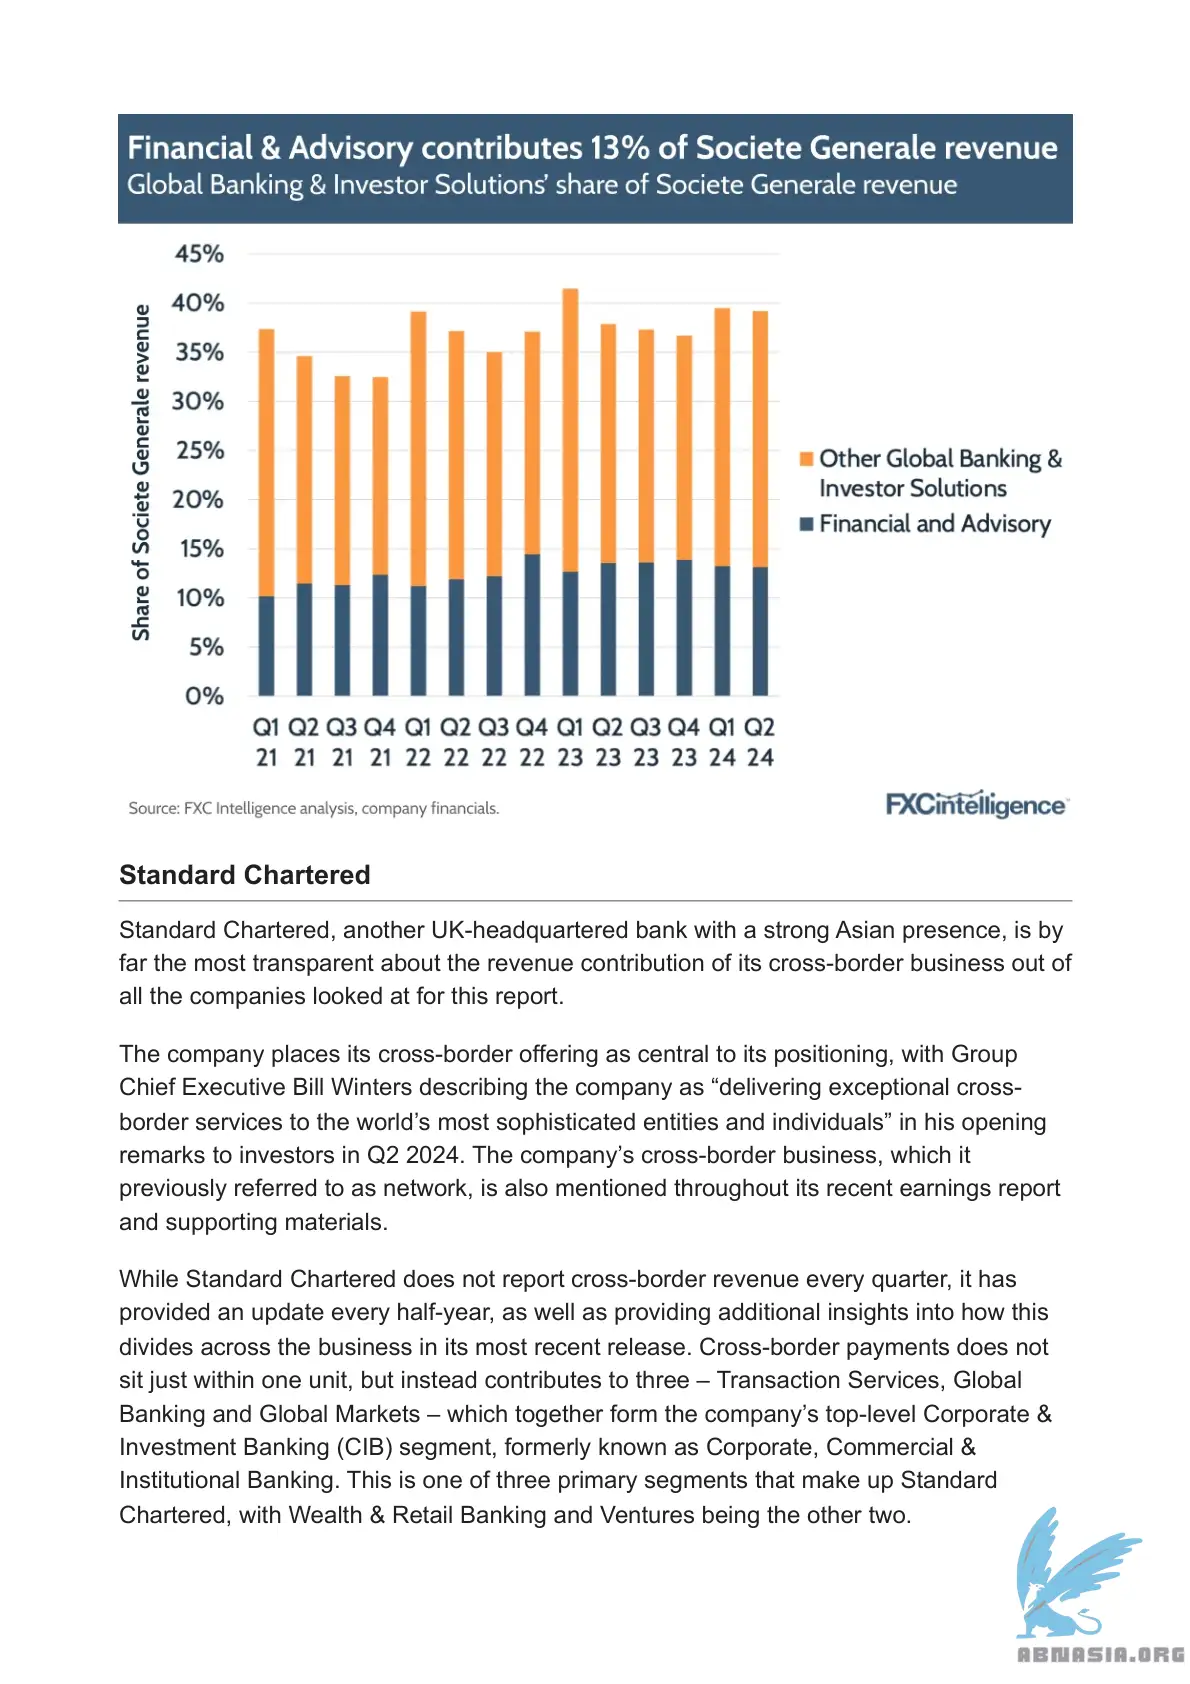 Financial & Advisory contributes 13% of Societe Generale revenue
Global Banking & Investor Solutions’ share of Societe Generale revenue
Share of Societe Generale revenue
45%
40%
35%
30%
25%
20%
15%
10%
5%
0%
Q1 Q2 Q3 Q4 Q1 Q2 Q3 Q4 Q1 Q2 Q3 Q4 Q1 Q2
21 21 21 21 22 22 22 22 23 23 23 23 24 24
Other Global Banking &
Investor Solutions
Financial and Advisory
Source: FXC Intelligence analysis, company financials.
FXCintelligence™
Standard Chartered
Standard Chartered, another UK-headquartered bank with a strong Asian presence, is by
far the most transparent about the revenue contribution of its cross-border business out of
all the companies looked at for this report.
The company places its cross-border offering as central to its positioning, with Group
Chief Executive Bill Winters describing the company as “delivering exceptional cross-
border services to the world’s most sophisticated entities and individuals” in his opening
remarks to investors in Q2 2024. The company’s cross-border business, which it
previously referred to as network, is also mentioned throughout its recent earnings report
and supporting materials.
While Standard Chartered does not report cross-border revenue every quarter, it has
provided an update every half-year, as well as providing additional insights into how this
divides across the business in its most recent release. Cross-border payments does not
sit just within one unit, but instead contributes to three – Transaction Services, Global
Banking and Global Markets – which together form the company’s top-level Corporate &
Investment Banking (CIB) segment, formerly known as Corporate, Commercial &
Institutional Banking. This is one of three primary segments that make up Standard
Chartered, with Wealth & Retail Banking and Ventures being the other two.
ABNASIA.ORG